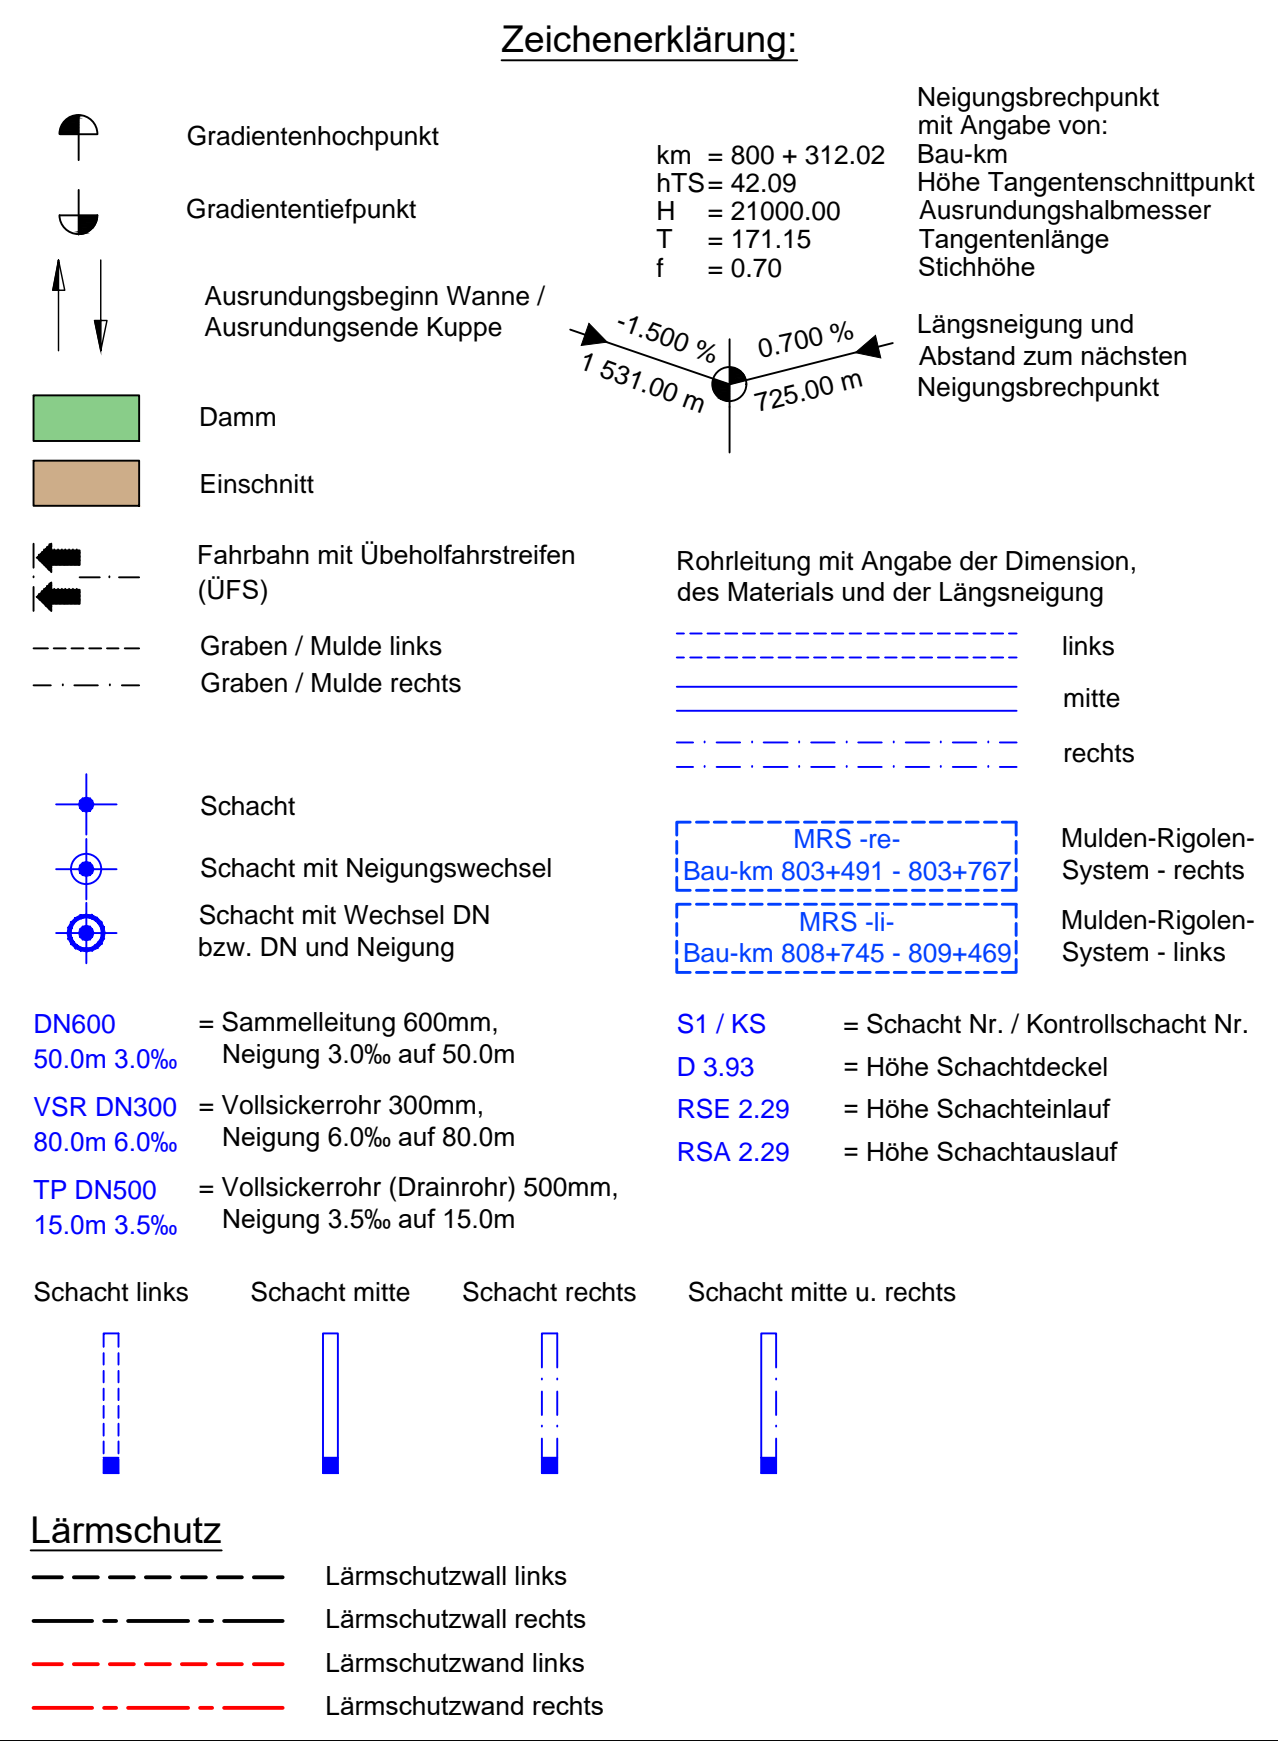 Zeichenerklärung:
Gradientenhochpunkt
Gradiententiefpunkt
Ausrundungsbeginn Wanne /
Ausrundungsende Kuppe
Damm
Einschnitt
Neigungsbrechpunkt
mit Angabe von:
km = 800 + 312.02 Bau-km
hTS = 42.09 Höhe Tangentenschnittpunkt
H = 21000.00 Ausrundungshalbmesser
T = 171.15 Tangentenlänge
f = 0.70 Stichhöhe
-1.500 %
1 531.00 m
0.700 %
725.00 m
Längsneigung und
Abstand zum nächsten
Neigungsbrechpunkt
Fahrbahn mit Übeholfahrstreifen
(ÜFS)
Graben / Mulde links
Graben / Mulde rechts
Rohrleitung mit Angabe der Dimension,
des Materials und der Längsneigung
links
mitte
rechts
Schacht
Schacht mit Neigungswechsel
Schacht mit Wechsel DN
bzw. DN und Neigung
MRS -re-
Bau-km 803+491 - 803+767
Mulden-Rigolen-
System - rechts
MRS -li-
Bau-km 808+745 - 809+469
Mulden-Rigolen-
System - links
DN600 = Sammelleitung 600mm,
50.0m 3.0‰ Neigung 3.0‰ auf 50.0m
VSR DN300 = Vollsickerrohr 300mm,
80.0m 6.0‰ Neigung 6.0‰ auf 80.0m
TP DN500 = Vollsickerrohr (Drainrohr) 500mm,
15.0m 3.5‰ Neigung 3.5‰ auf 15.0m
S1 / KS = Schacht Nr. / Kontrollschacht Nr.
D 3.93 = Höhe Schachtdeckel
RSE 2.29 = Höhe Schachteinlauf
RSA 2.29 = Höhe Schachtauslauf
Schacht links Schacht mitte Schacht rechts Schacht mitte u. rechts
Lärmschutz
Lärmschutzwall links
Lärmschutzwall rechts
Lärmschutzwand links
Lärmschutzwand rechts